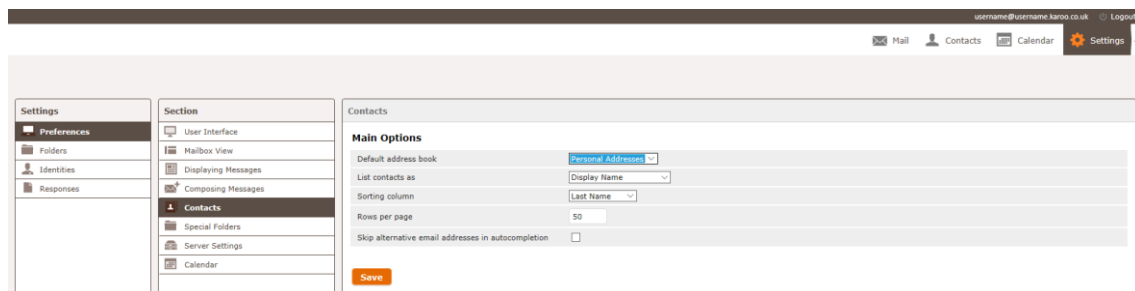 username@username.karoo.co.uk Logout
Mail Contacts Calendar Settings
Settings
Preferences
Folders
Identities
Responses
Section
User Interface
Mailbox View
Displaying Messages
Composing Messages
Contacts
Special Folders
Server Settings
Calendar
Contacts
Main Options
Default address book Personal Addresses
List contacts as Display Name
Sorting column Last Name
Rows per page 50
Skip alternative email addresses in autocompletion
Save